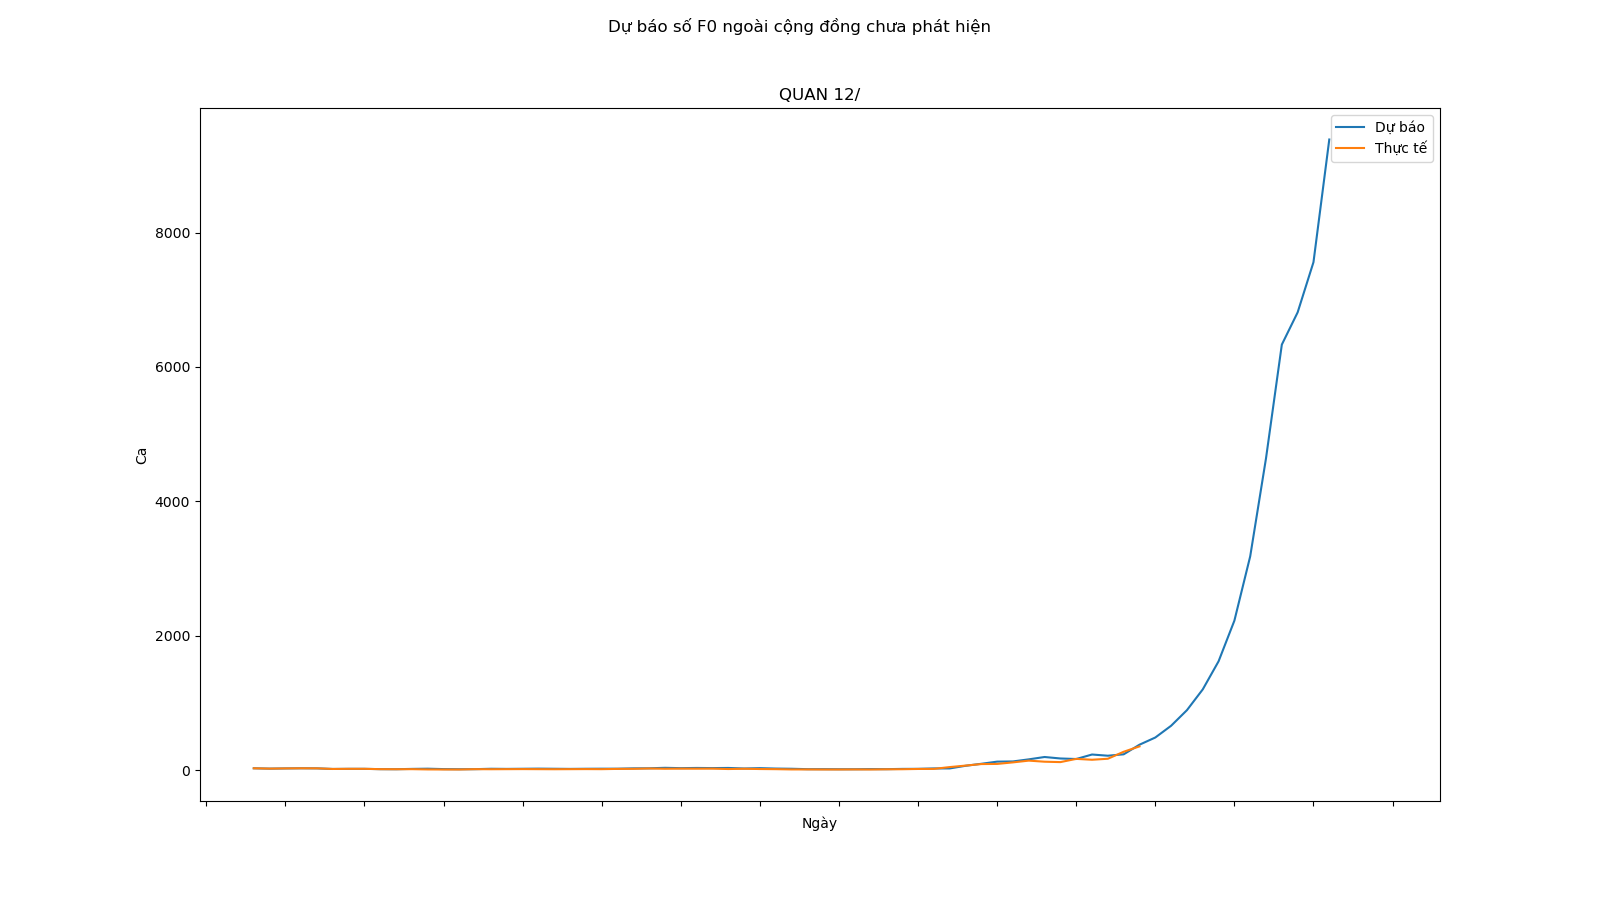 Dự báo số F0 ngoài cộng đồng chưa phát hiện
QUAN 12/
Dự báo
Thực tế
8000
6000
4000
2000
0
Ca
Ngày